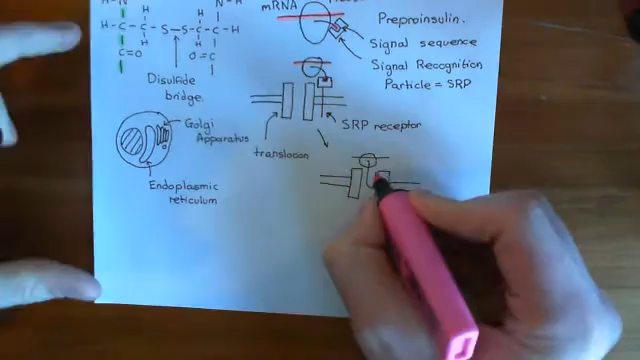 H-N
N-H
H H
H-C-C-S-S-C-C-H
H H
C=O O=C
Disulfide
bridge.
mRNA
Preproinsulin.
Signal sequence
Signal Recognition
Particle = SRP
SRP receptor
translocon
Golgi
Apparatus
Endoplasmic
reticulum